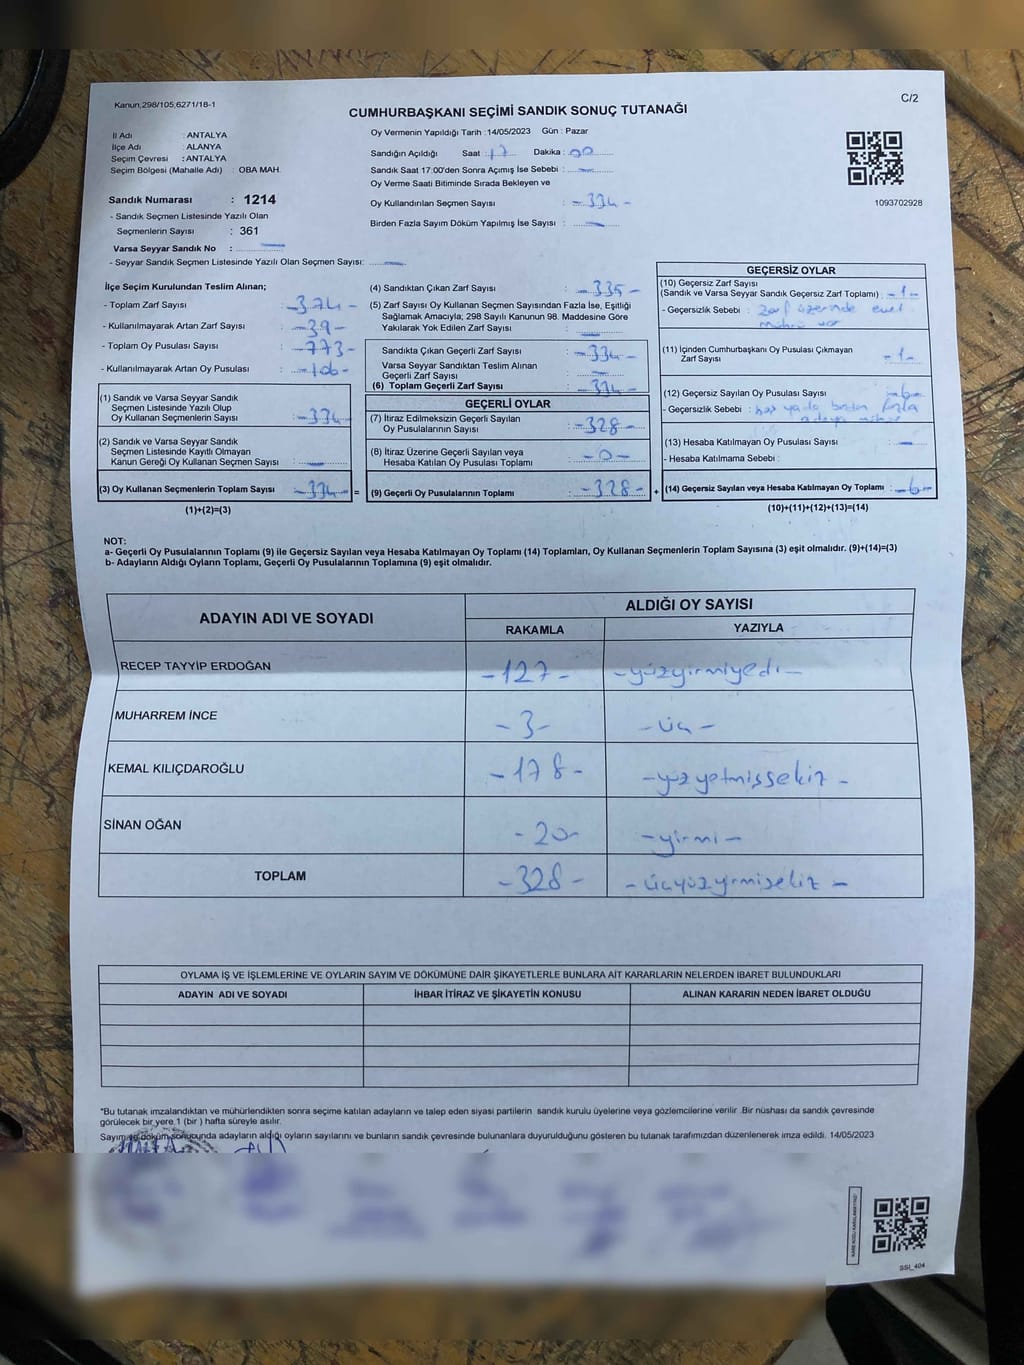 Kanun;298/105;6271/18-1
C/2
CUMHURBAŞKANI SEÇİMİ SANDIK SONUÇ TUTANAĞI
İl Adı : ANTALYA
İlçe Adı : ALANYA
Seçim Çevresi : ANTALYA
Seçim Bölgesi (Mahalle Adı) : OBA MAH.
Sandık Numarası : 1214
- Sandık Seçmen Listesinde Yazılı Olan
Seçmenlerin Sayısı : 361
Varsa Seyyar Sandık No : —
- Seyyar Sandık Seçmen Listesinde Yazılı Olan Seçmen Sayısı: —
Oy Vermenin Yapıldığı Tarih :14/05/2023 Gün : Pazar
Sandığın Açıldığı Saat : 17 Dakika : 00
Sandık Saat 17:00'den Sonra Açımış İse Sebebi : —
Oy Verme Saati Bitiminde Sırada Bekleyen ve
Oy Kullandırılan Seçmen Sayısı : -334-
Birden Fazla Sayım Döküm Yapılmış İse Sayısı : —
1093702928
İlçe Seçim Kurulundan Teslim Alınan;
- Toplam Zarf Sayısı : -374-
- Kullanılmayarak Artan Zarf Sayısı : -39-
- Toplam Oy Pusulası Sayısı : -773-
- Kullanılmayarak Artan Oy Pusulası : -106-
(1) Sandık ve Varsa Seyyar Sandık
Seçmen Listesinde Yazılı Olup
Oy Kullanan Seçmenlerin Sayısı : -334-
(2) Sandık ve Varsa Seyyar Sandık
Seçmen Listesinde Kayıtlı Olmayan
Kanun Gereği Oy Kullanan Seçmen Sayısı : —
(3) Oy Kullanan Seçmenlerin Toplam Sayısı : -334- =
(1)+(2)=(3)
(4) Sandıktan Çıkan Zarf Sayısı : -335-
(5) Zarf Sayısı Oy Kullanan Seçmen Sayısından Fazla İse, Eşitliği
Sağlamak Amacıyla; 298 Sayılı Kanunun 98. Maddesine Göre
Yakılarak Yok Edilen Zarf Sayısı : —
Sandıkta Çıkan Geçerli Zarf Sayısı : -334-
Varsa Seyyar Sandıktan Teslim Alınan
Geçerli Zarf Sayısı : —
(6) Toplam Geçerli Zarf Sayısı : -334-
GEÇERLİ OYLAR
(7) İtiraz Edilmeksizin Geçerli Sayılan
Oy Pusulalarının Sayısı : -328-
(8) İtiraz Üzerine Geçerli Sayılan veya
Hesaba Katılan Oy Pusulası Toplamı : -0-
(9) Geçerli Oy Pusulalarının Toplamı : -328- +
GEÇERSİZ OYLAR
(10) Geçersiz Zarf Sayısı
(Sandık ve Varsa Seyyar Sandık Geçersiz Zarf Toplamı) : -1-
- Geçersizlik Sebebi : Zarf üzerinde evet
mührü var
(11) İçinden Cumhurbaşkanı Oy Pusulası Çıkmayan
Zarf Sayısı : -1-
(12) Geçersiz Sayılan Oy Pusulası Sayısı : -6-
- Geçersizlik Sebebi : fazla
(13) Hesaba Katılmayan Oy Pusulası Sayısı : —
- Hesaba Katılmama Sebebi :
(14) Geçersiz Sayılan veya Hesaba Katılmayan Oy Toplamı : -6-
(10)+(11)+(12)+(13)=(14)
NOT:
a- Geçerli Oy Pusulalarının Toplamı (9) ile Geçersiz Sayılan veya Hesaba Katılmayan Oy Toplamı (14) Toplamları, Oy Kullanan Seçmenlerin Toplam Sayısına (3) eşit olmalıdır. (9)+(14)=(3)
b- Adayların Aldığı Oyların Toplamı, Geçerli Oy Pusulalarının Toplamına (9) eşit olmalıdır.
ADAYIN ADI VE SOYADI ALDIĞI OY SAYISI
RAKAMLA YAZIYLA
RECEP TAYYİP ERDOĞAN -127- -yüzyirmiyedi-
MUHARREM İNCE -3- -üç-
KEMAL KILIÇDAROĞLU -178- -yüzyetmişsekiz-
SİNAN OĞAN -20- -yirmi-
TOPLAM -328- -üçyüzyirmisekiz-
OYLAMA İŞ VE İŞLEMLERİNE VE OYLARIN SAYIM VE DÖKÜMÜNE DAİR ŞİKAYETLERLE BUNLARA AİT KARARLARIN NELERDEN İBARET BULUNDUKLARI
ADAYIN ADI VE SOYADI İHBAR İTİRAZ VE ŞİKAYETİN KONUSU ALINAN KARARIN NEDEN İBARET OLDUĞU
*Bu tutanak imzalandıktan ve mühürlendikten sonra seçime katılan adayların ve talep eden siyasi partilerin sandık kurulu üyelerine veya gözlemcilerine verilir .Bir nüshası da sandık çevresinde
görülecek bir yere 1 (bir ) hafta süreyle asılır.
Sayım ve döküm sonucunda adayların aldığı oyların sayılarını ve bunların sandık çevresinde bulunanlara duyurulduğunu gösteren bu tutanak tarafımızdan düzenlenerek imza edildi. 14/05/2023
SSİ_404